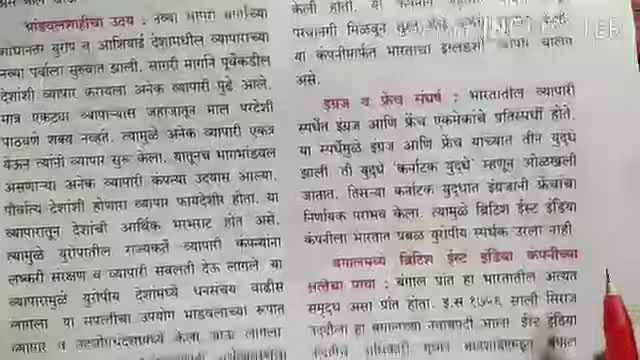 भांडवलशाहीचा उदय : नव्या व्यापारी मार्गाच्या
शोधानंतर युरोप व आशियाई देशांमधील व्यापाराच्या
नव्या पर्वाला सुरुवात झाली. सागरी मार्गाने पूर्वेकडील
देशांशी व्यापार करायला अनेक व्यापारी पुढे आले.
मात्र एकट्या व्यापाऱ्यास जहाजातून माल परदेशी
पाठवणे शक्य नव्हते. त्यामुळे अनेक व्यापारी एकत्र
येऊन त्यांनी व्यापार सुरू केला. यातूनच भागभांडवल
असणाऱ्या अनेक व्यापारी कंपन्या उदयास आल्या.
पौर्वात्य देशांशी होणारा व्यापार फायदेशीर होता. या
व्यापारातून देशांची आर्थिक भरभराट होत असे.
त्यामुळे युरोपातील राज्यकर्ते व्यापारी कंपन्यांना
लष्करी संरक्षण व व्यापारी सवलती देऊ लागले या
व्यापारामुळे युरोपीय देशांमध्ये धनसंचय वाढीस
लागला या संपत्तीचा उपयोग भांडवलाच्या रूपात
व्यापार व केला जाऊ लागला
केली होती.
परवानगी मिळवून
या कंपनीमार्फत भारताचा इंग्लंडशी व्यापार चालत
असे.
इंग्रज व फ्रेंच संघर्ष : भारतातील व्यापारी
स्पर्धेत इंग्रज आणि फ्रेंच एकमेकांचे प्रतिस्पर्धी होते.
या स्पर्धेमुळे इंग्रज आणि फ्रेंच यांच्यात तीन युद्धे
झाली. ती युद्धे 'कर्नाटक युद्धे' म्हणून ओळखली
जातात. तिसऱ्या कर्नाटक युद्धात इंग्रजांनी फ्रेंचांचा
निर्णायक पराभव केला. त्यामुळे ब्रिटिश ईस्ट इंडिया
कंपनीला भारतात प्रबळ युरोपीय स्पर्धक उरला नाही
बंगालमध्ये ब्रिटिश ईस्ट इंडिया कंपनीच्या
सत्तेचा पाया : बंगाल प्रांत हा भारतातील अत्यंत
समृद्ध असा प्रांत होता. इ.स १७५६ साली सिराज
हा बंगालच्या नवाबपदी आला ईस्ट इंडिया